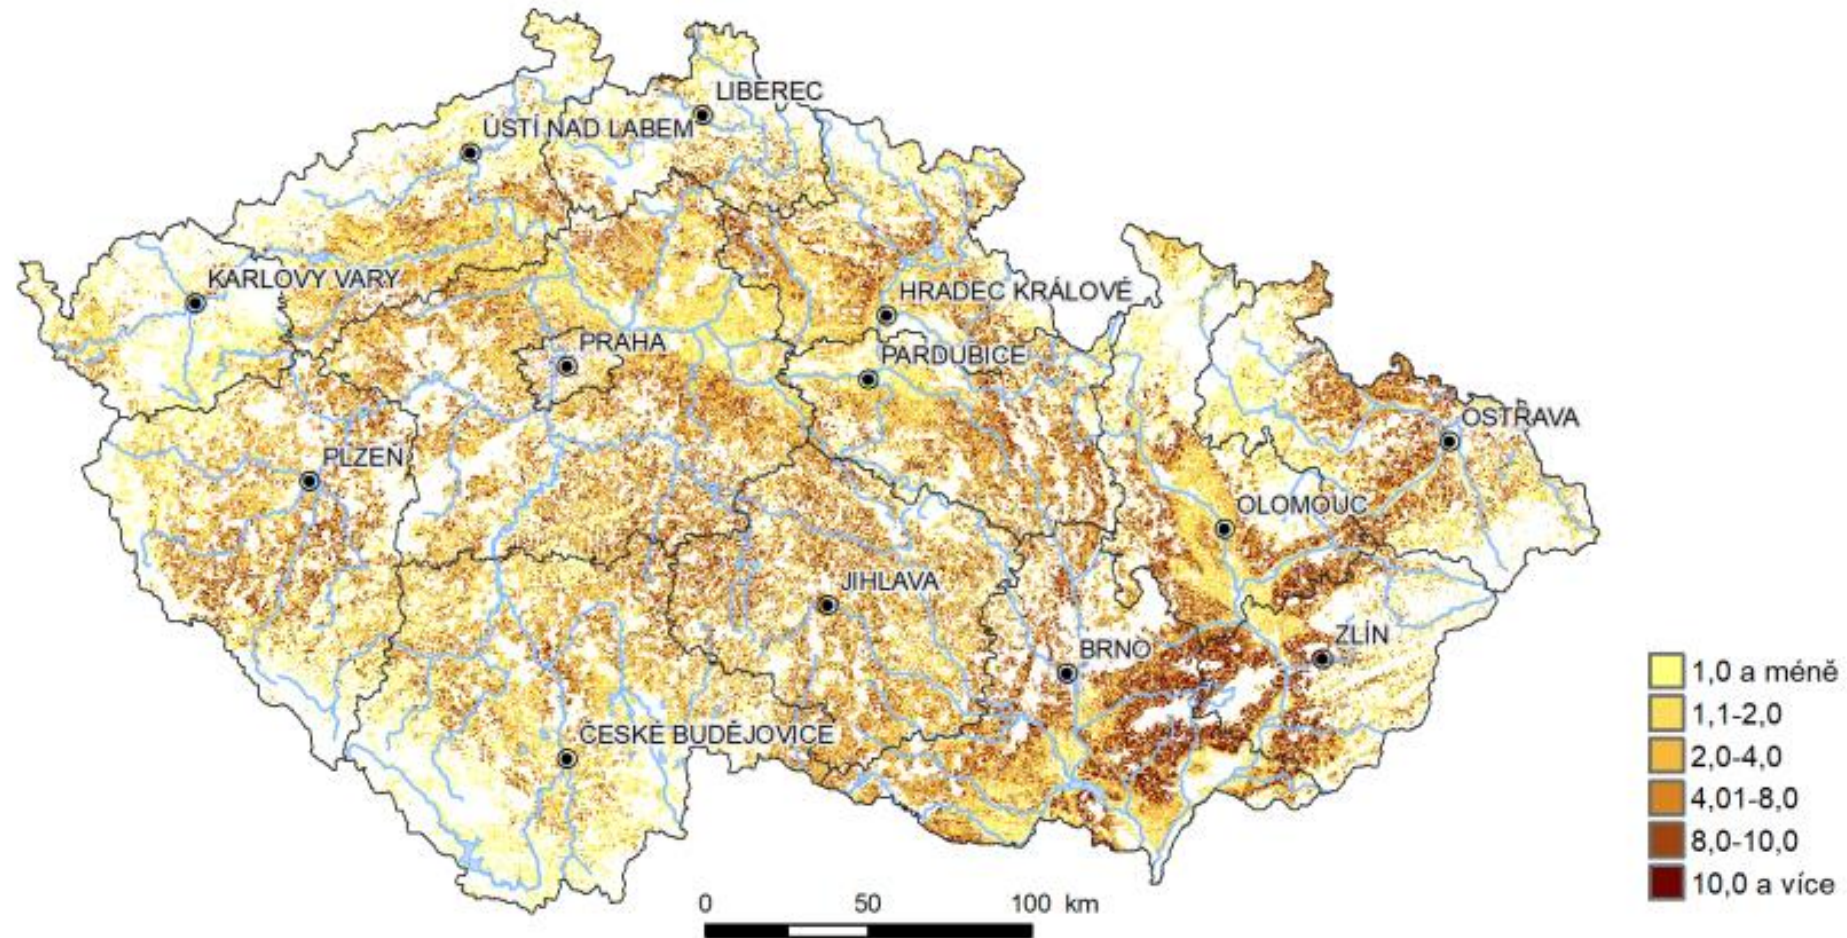 LIBEREC
ÚSTÍ NAD LABEM
KARLOVY VARY
HRADEC KRÁLOVÉ
PRAHA
PARDUBICE
OSTRAVA
PLZEŇ
OLOMOUC
JIHLAVA
ZLÍN
BRNO
ČESKÉ BUDĚJOVICE
1,0 a méně
1,1-2,0
2,0-4,0
4,01-8,0
8,0-10,0
10,0 a více
0 50 100 km